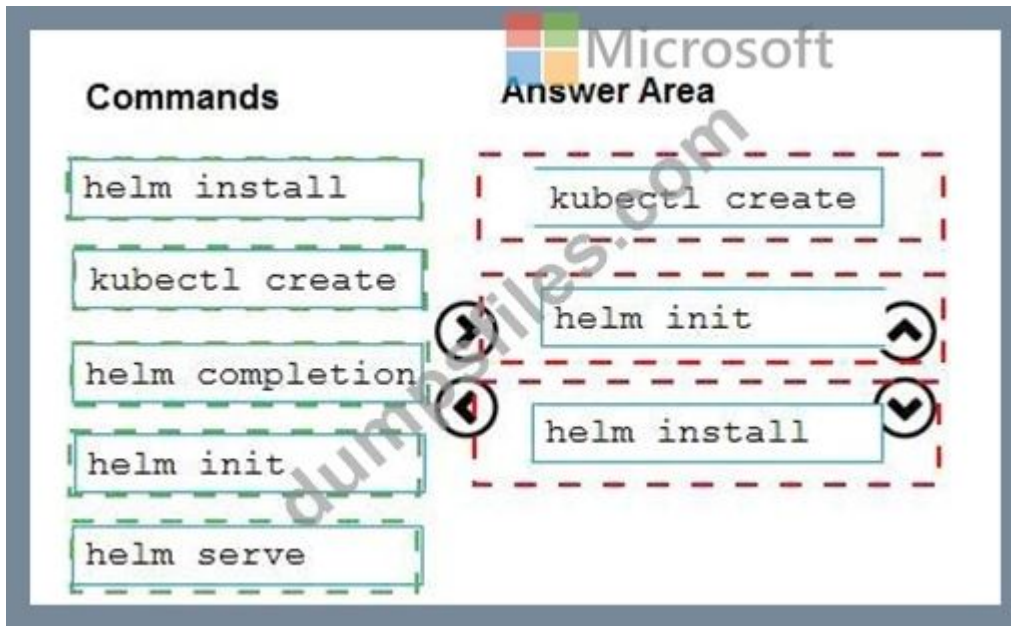 Microsoft
Commands
Answer Area
helm install
kubectl create
helm completion
helm init
helm serve
kubectl create
helm init
helm install
dumpsfiles.com